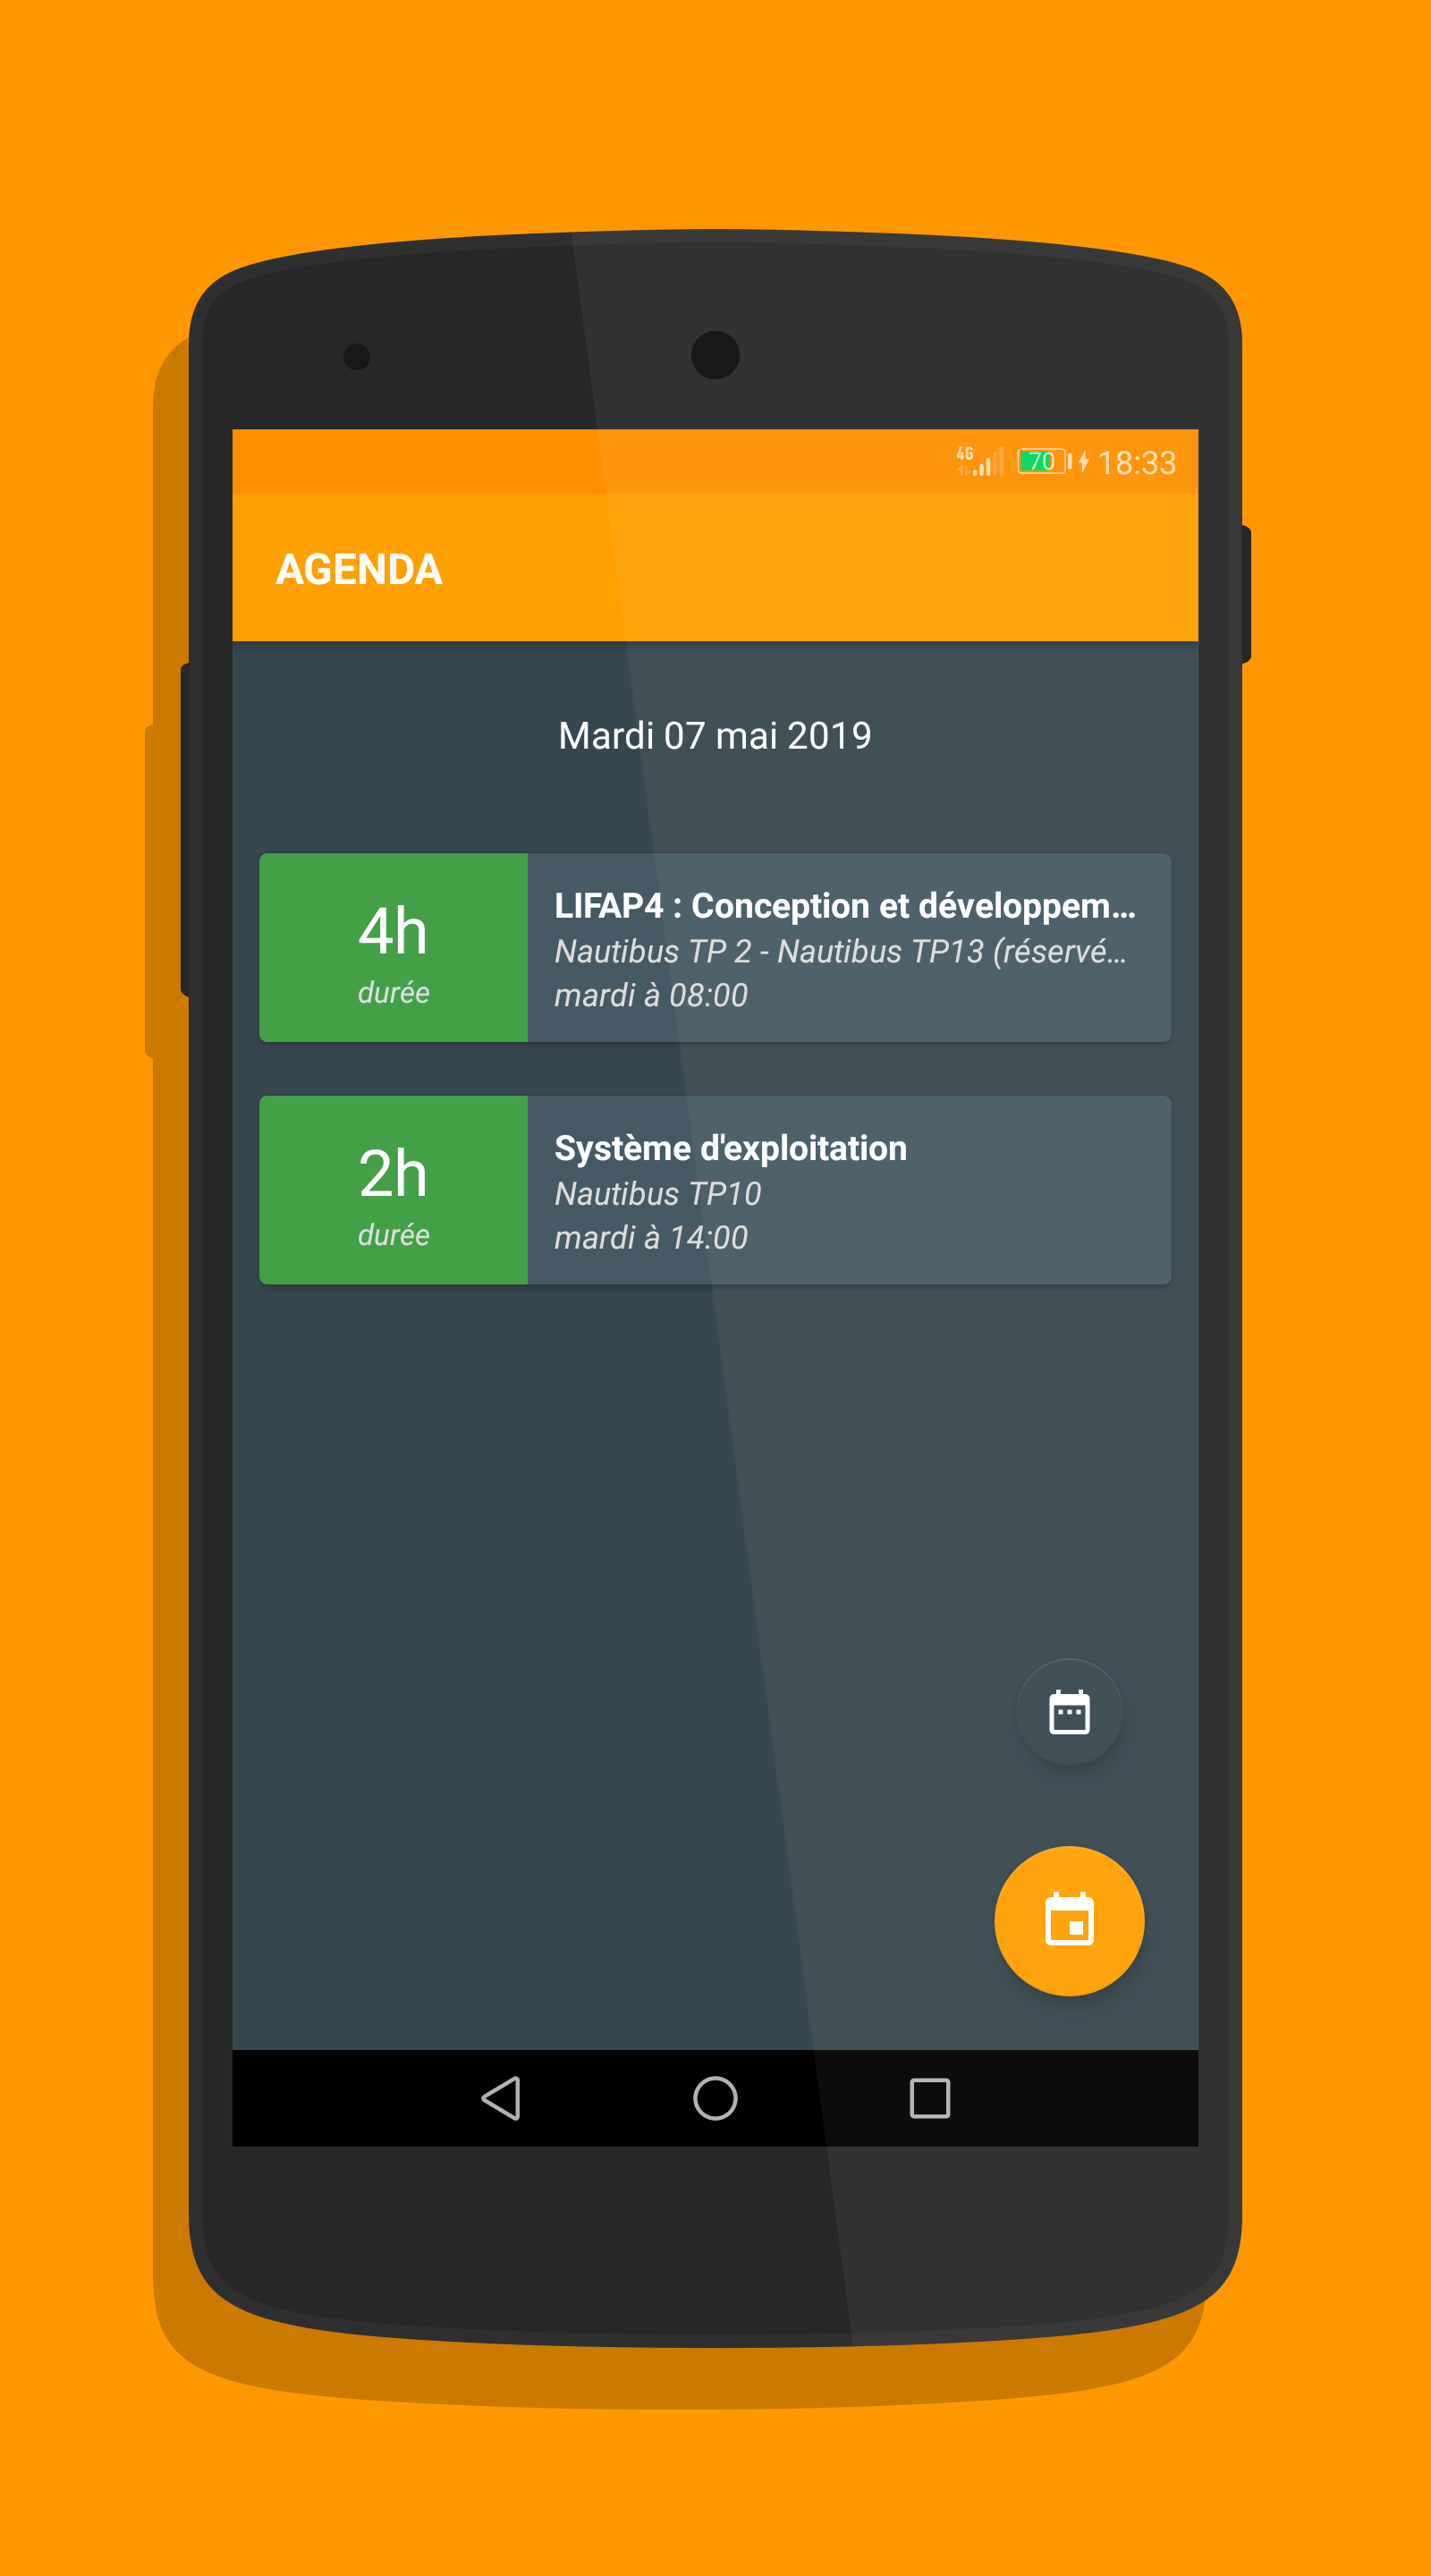 4G 70 18:33
AGENDA
Mardi 07 mai 2019
4h
durée
LIFAP4 : Conception et développem...
Nautibus TP 2 - Nautibus TP13 (réservé...
mardi à 08:00
2h
durée
Système d'exploitation
Nautibus TP10
mardi à 14:00